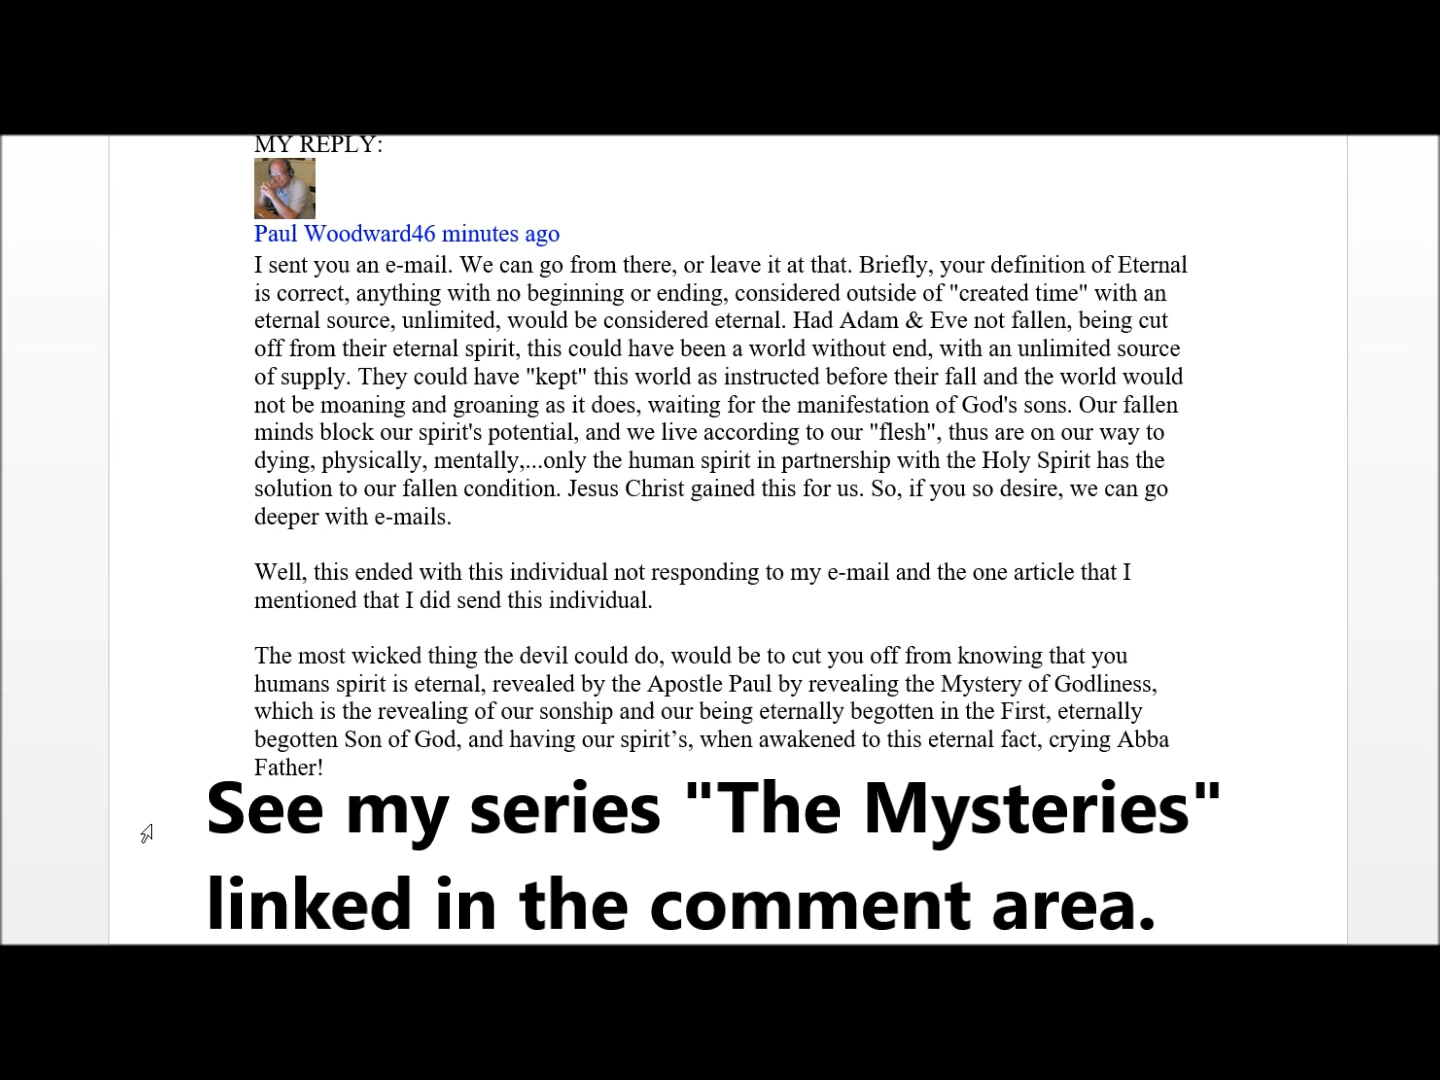 MY REPLY:
Paul Woodward46 minutes ago
I sent you an e-mail. We can go from there, or leave it at that. Briefly, your definition of Eternal
is correct, anything with no beginning or ending, considered outside of "created time" with an
eternal source, unlimited, would be considered eternal. Had Adam & Eve not fallen, being cut
off from their eternal spirit, this could have been a world without end, with an unlimited source
of supply. They could have "kept" this world as instructed before their fall and the world would
not be moaning and groaning as it does, waiting for the manifestation of God's sons. Our fallen
minds block our spirit's potential, and we live according to our "flesh", thus are on our way to
dying, physically, mentally,...only the human spirit in partnership with the Holy Spirit has the
solution to our fallen condition. Jesus Christ gained this for us. So, if you so desire, we can go
deeper with e-mails.
Well, this ended with this individual not responding to my e-mail and the one article that I
mentioned that I did send this individual.
The most wicked thing the devil could do, would be to cut you off from knowing that you
humans spirit is eternal, revealed by the Apostle Paul by revealing the Mystery of Godliness,
which is the revealing of our sonship and our being eternally begotten in the First, eternally
begotten Son of God, and having our spirit’s, when awakened to this eternal fact, crying Abba
Father!
See my series "The Mysteries"
linked in the comment area.